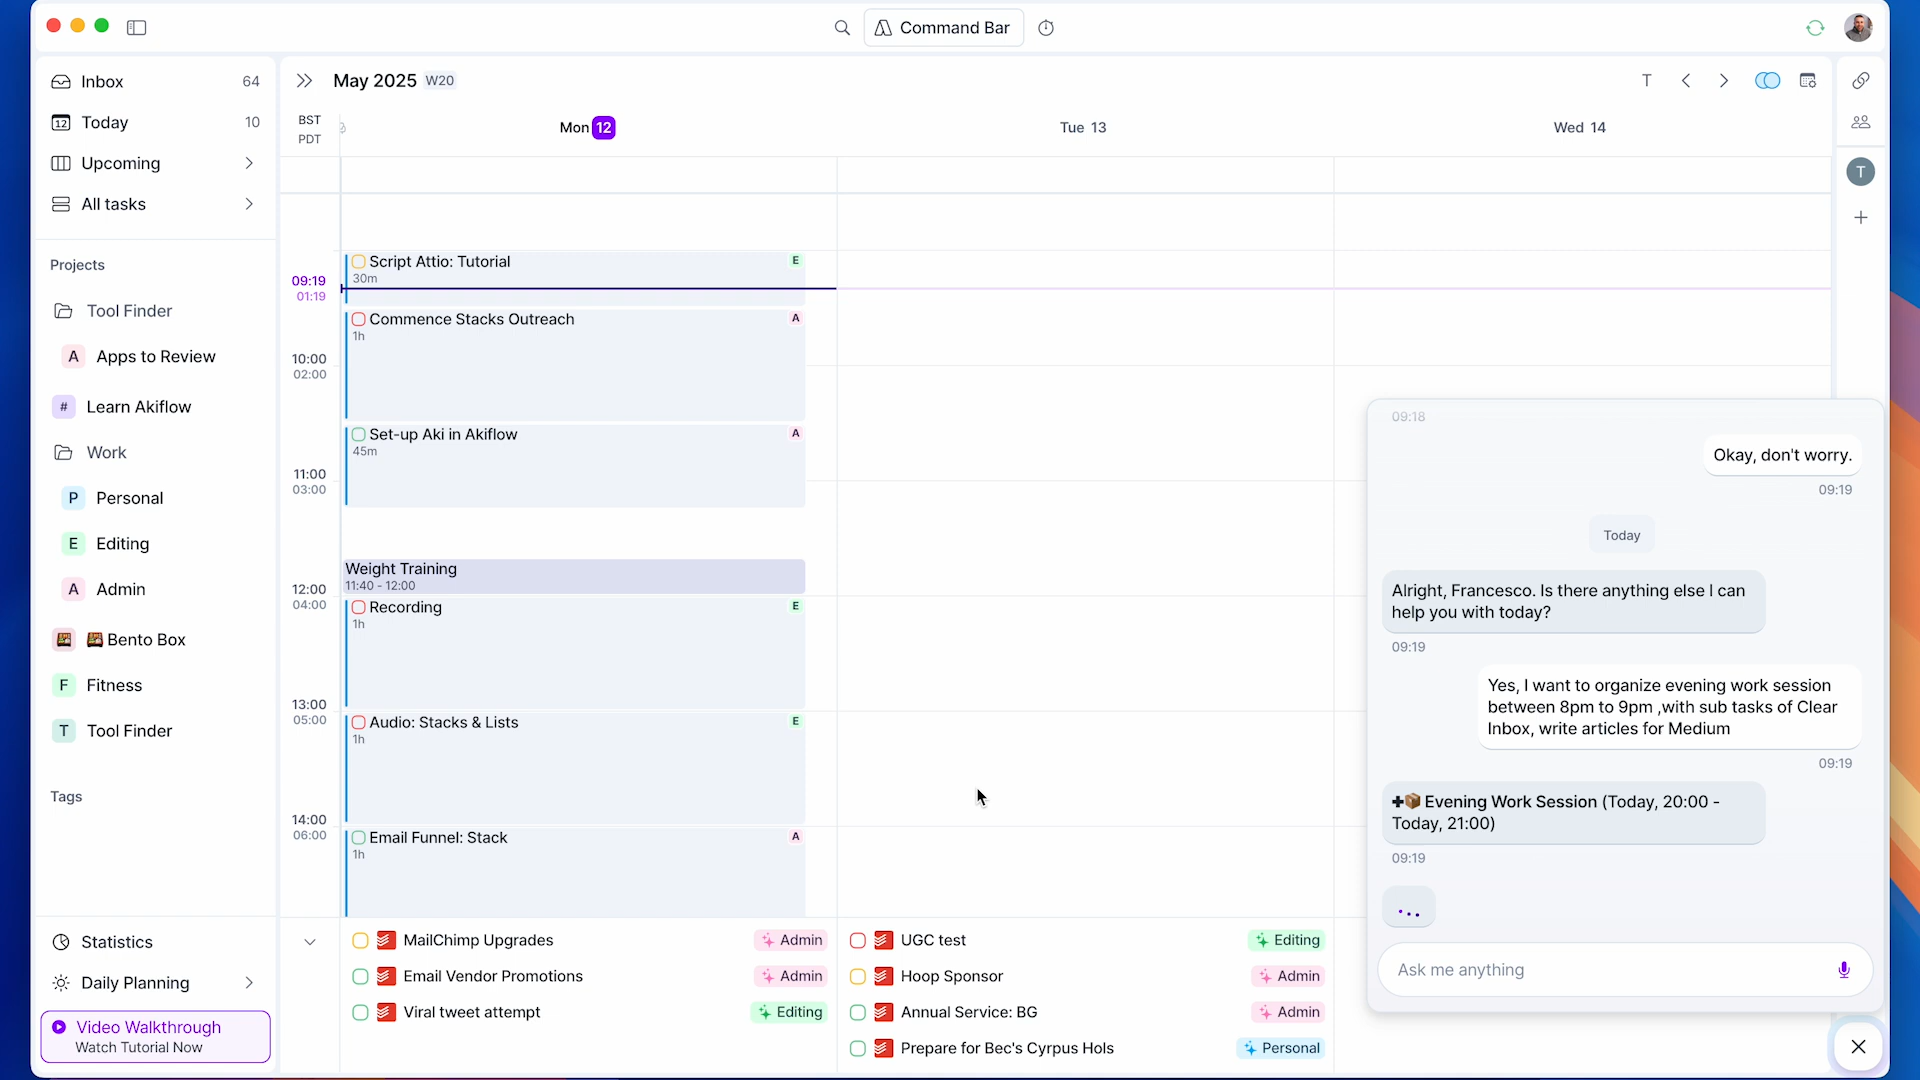 Command Bar
Inbox 64
12 Today 10
Upcoming
All tasks
Projects
Tool Finder
A Apps to Review
# Learn Akiflow
Work
P Personal
E Editing
A Admin
Bento Box
F Fitness
T Tool Finder
Tags
Statistics
Daily Planning
Video Walkthrough
Watch Tutorial Now
May 2025 W20
T
BST
PDT
Mon 12
Tue 13
Wed 14
T
09:19
01:19
10:00
02:00
11:00
03:00
12:00
04:00
13:00
05:00
14:00
06:00
Script Attio: Tutorial E
30m
Commence Stacks Outreach A
1h
Set-up Aki in Akiflow A
45m
Weight Training
11:40 - 12:00
Recording E
1h
Audio: Stacks & Lists E
1h
Email Funnel: Stack A
1h
MailChimp Upgrades Admin
Email Vendor Promotions Admin
Viral tweet attempt Editing
UGC test Editing
Hoop Sponsor Admin
Annual Service: BG Admin
Prepare for Bec's Cyrpus Hols Personal
09:18
Okay, don't worry.
09:19
Today
Alright, Francesco. Is there anything else I can
help you with today?
09:19
Yes, I want to organize evening work session
between 8pm to 9pm ,with sub tasks of Clear
Inbox, write articles for Medium
09:19
Evening Work Session (Today, 20:00 -
Today, 21:00)
09:19
Ask me anything